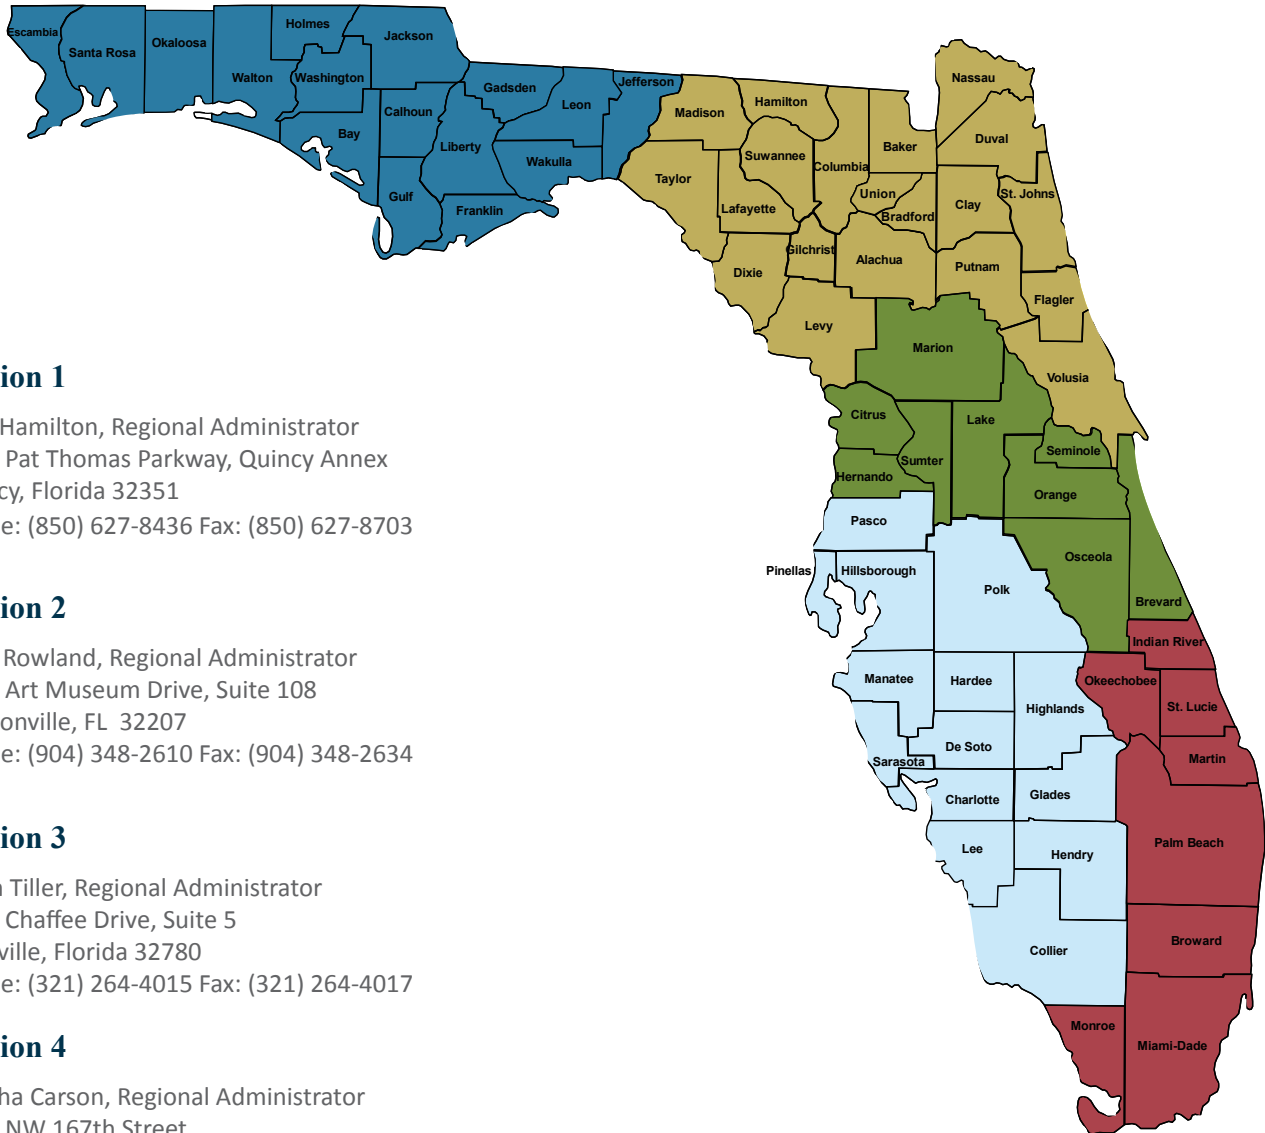 ion 1
Hamilton, Regional Administrator
Pat Thomas Parkway, Quincy Annex
cy, Florida 32351
e: (850) 627-8436 Fax: (850) 627-8703
ion 2
Rowland, Regional Administrator
Art Museum Drive, Suite 108
onville, FL 32207
e: (904) 348-2610 Fax: (904) 348-2634
ion 3
Tiller, Regional Administrator
Chaffee Drive, Suite 5
ville, Florida 32780
e: (321) 264-4015 Fax: (321) 264-4017
ion 4
ha Carson, Regional Administrator
NW 167th Street
Escambia
Santa Rosa
Okaloosa
Holmes
Jackson
Walton
Washington
Bay
Calhoun
Gulf
Liberty
Gadsden
Franklin
Leon
Wakulla
Jefferson
Madison
Hamilton
Taylor
Suwannee
Lafayette
Columbia
Baker
Nassau
Duval
Union
Bradford
Clay
St. Johns
Dixie
Gilchrist
Alachua
Putnam
Flagler
Levy
Marion
Volusia
Citrus
Lake
Sumter
Hernando
Seminole
Orange
Pasco
Osceola
Pinellas
Hillsborough
Polk
Brevard
Indian River
Manatee
Hardee
Highlands
Okeechobee
St. Lucie
De Soto
Sarasota
Martin
Charlotte
Glades
Lee
Hendry
Palm Beach
Collier
Broward
Monroe
Miami-Dade